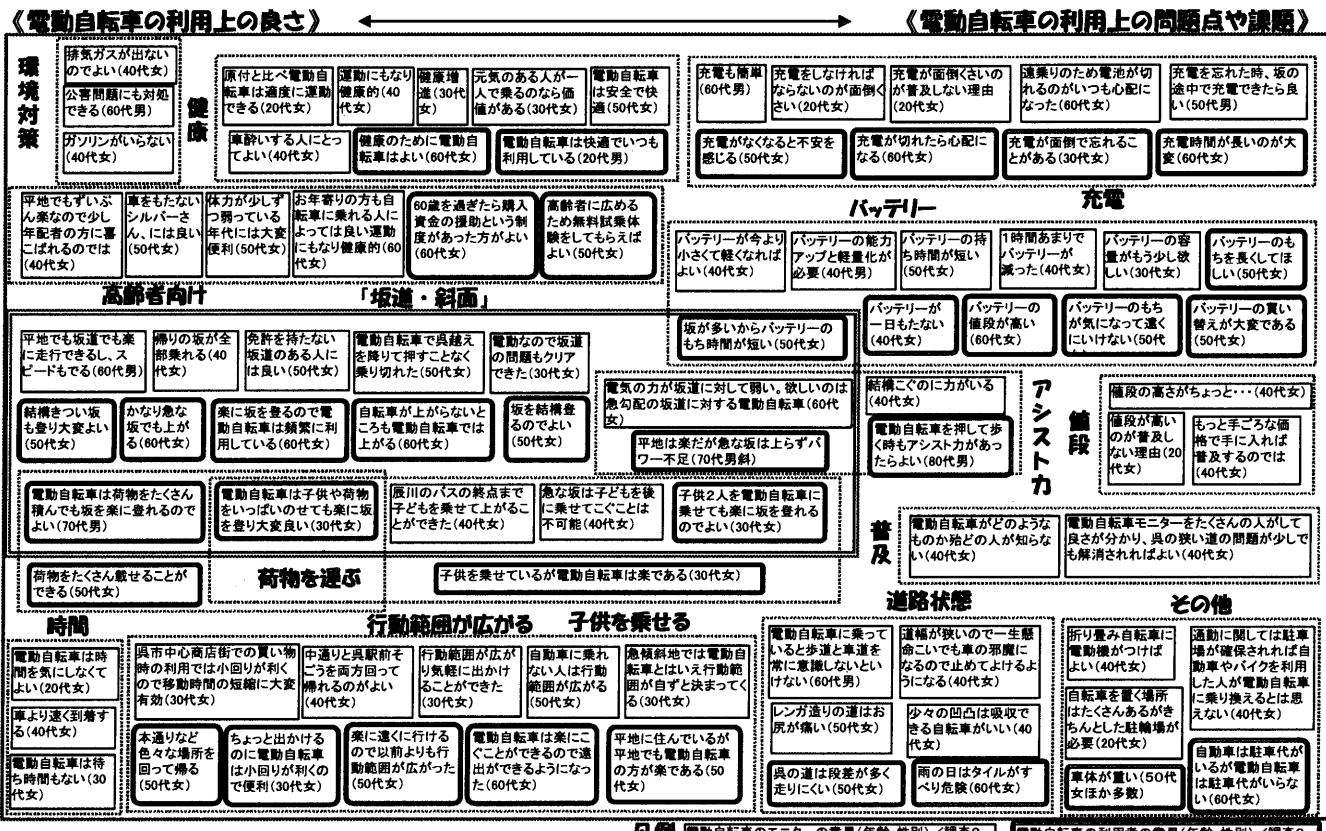 《電動自転車の利用上の良さ》
《電動自転車の利用上の問題点や課題》
環境対策
排気ガスが出ない
のでよい(40代女)
公害問題にも対処
できる(60代男)
ガソリンがいらない
(40代女)
健康
原付と比べ電動自
転車は適度に運動
できる(20代女)
運動にもなり
健康的(40
代女)
健康増
進(30代
女)
元気のある人が一
人で乗るのなら価
値がある(30代女)
電動自転車
は安全で快
適(50代女)
車酔いする人にとっ
てよい(40代女)
健康のために電動自
転車はよい(60代女)
電動自転車は快適でいつも
利用している(20代男)
充電も簡単
(60代男)
充電をしなければ
ならないのが面倒く
さい(20代女)
充電が面倒くさいの
が普及しない理由
(20代女)
遠乗りのため電池が切
れるのがいつも心配に
なった(60代男)
充電を忘れた時、坂の
途中で充電できたら良
い(50代男)
充電がなくなると不安を
感じる(50代女)
充電が切れたら心配に
なる(60代女)
充電が面倒で忘れるこ
とがある(30代女)
充電時間が長いのが大
変(60代女)
充電
平地でもずいぶ
ん楽なので少し
年配者の方に喜
こばれるのでは
(40代女)
車をもたない
シルバーさ
ん、には良い
(50代女)
体力が少しず
つ弱っている
年代には大変
便利(50代女)
お年寄りの方も自
転車に乗れる人に
よっては良い運動
にもなり健康的(60
代女)
60歳を過ぎたら購入
資金の援助という制
度があった方がよい
(60代女)
高齢者に広める
ため無料試乗体
験をしてもらえば
よい(50代女)
高齢者向け
バッテリー
バッテリーが今より
小さくて軽くなれば
よい(40代女)
バッテリーの能力
アップと軽量化が
必要(40代男)
バッテリーの持
ち時間が短い
(50代女)
1時間あまりで
バッテリーが
減った(40代女)
バッテリーの容
量がもう少し欲
しい(30代女)
バッテリーのも
ちを長くしてほ
しい(50代女)
バッテリーが
一日もたない
(40代女)
バッテリーの
値段が高い
(60代女)
バッテリーのもち
が気になって遠く
にいけない(50代
バッテリーの買い
替えが大変である
(50代女)
「坂道・斜面」
坂が多いからバッテリーの
もち時間が短い(50代女)
平地でも坂道でも楽
に走行できるし、ス
ピードもでる(60代男)
帰りの坂が全
部乗れる(40
代女)
免許を持たない
坂道のある人に
は良い(50代女)
電動自転車で呉越え
を降りて押すことなく
乗り切れた(50代女)
電動なので坂道
の問題もクリア
できた(30代女)
電気の力が坂道に対して弱い。欲しいのは
急勾配の坂道に対する電動自転車(60代
女)
結構きつい坂
も登り大変よい
(50代女)
かなり急な
坂でも上が
る(60代女)
楽に坂を登るので電
動自転車は頻繁に利
用している(60代女)
自転車が上がらないと
ころも電動自転車では
上がる(60代女)
坂を結構登
るのでよい
(50代女)
平地は楽だが急な坂は上らずパ
ワー不足(70代男斜)
アシスト力
結構こぐのに力がいる
(40代女)
電動自転車を押して歩
く時もアシスト力があっ
たらよい(80代男)
値段
値段の高さがちょっと・・・(40代女)
値段が高い
のが普及し
ない理由(20
代女)
もっと手ごろな価
格で手に入れば
普及するのでは
(40代女)
電動自転車は荷物をたくさん
積んでも坂を楽に登れるので
よい(70代男)
電動自転車は子供や荷物
をいっぱいのせても楽に坂
を登り大変良い(30代女)
辰川のバスの終点まで
子どもを乗せて上がるこ
とができた(40代女)
急な坂は子どもを後
に乗せてこぐことは
不可能(40代女)
子供2人を電動自転車に
乗せても楽に坂を登れる
のでよい(30代女)
荷物をたくさん載せることが
できる(50代女)
荷物を運ぶ
子供を乗せているが電動自転車は楽である(30代女)
子供を乗せる
普及
電動自転車がどのような
ものか殆どの人が知らな
い(40代女)
電動自転車モニターをたくさんの人がして
良さが分かり、呉の狭い道の問題が少しで
も解消されればよい(40代女)
時間
電動自転車は時
間を気にしなくて
よい(20代女)
車より速く到着す
る(40代女)
電動自転車は待
ち時間もない(30
代女)
行動範囲が広がる
呉市中心商店街での買い物
時の利用では小回りが利く
ので移動時間の短縮に大変
有効(30代女)
中通りと呉駅前そ
ごうを両方回って
帰れるのがよい
(40代女)
行動範囲が広が
り気軽に出かけ
ることができた
(30代女)
自転車に乗れ
ない人は行動
範囲が広がる
(50代女)
急傾斜地では電動自
転車とはいえ行動範
囲が自ずと決まってく
る(30代女)
本通りなど
色々な場所を
回って帰る
(50代女)
ちょっと出かける
のに電動自転車
は小回りが利くの
で便利(30代女)
楽に遠くに行ける
ので以前よりも行
動範囲が広がった
(50代女)
電動自転車は楽にこ
ぐことができるので遠
出ができるようになっ
た(60代女)
平地に住んでいるが
平地でも電動自転車
の方が楽である(50
代女)
道路状態
電動自転車に乗って
いると歩道と車道を
常に意識しないとい
けない(60代男)
道幅が狭いので一生懸
命こいでも車の邪魔に
なるので止めてよけるよ
うになる(40代女)
レンガ造りの道はお
尻が痛い(50代女)
少々の凹凸は吸収で
きる自転車がいい(40
代女)
呉の道は段差が多く
走りにくい(50代女)
雨の日はタイルがす
べり危険(60代女)
その他
折り畳み自転車に
電動機がつけば
よい(40代女)
自転車を置く場所
はたくさんあるがき
ちんとした駐輪場が
必要(20代女)
車体が重い(50代
女ほか多数)
通勤に関しては駐車
場が確保されれば自
動車やバイクを利用
した人が電動自転車
に乗り換えるとは思
えない(40代女)
自動車は駐車代が
いるが電動自転車
は駐車代がいらな
い(60代女)